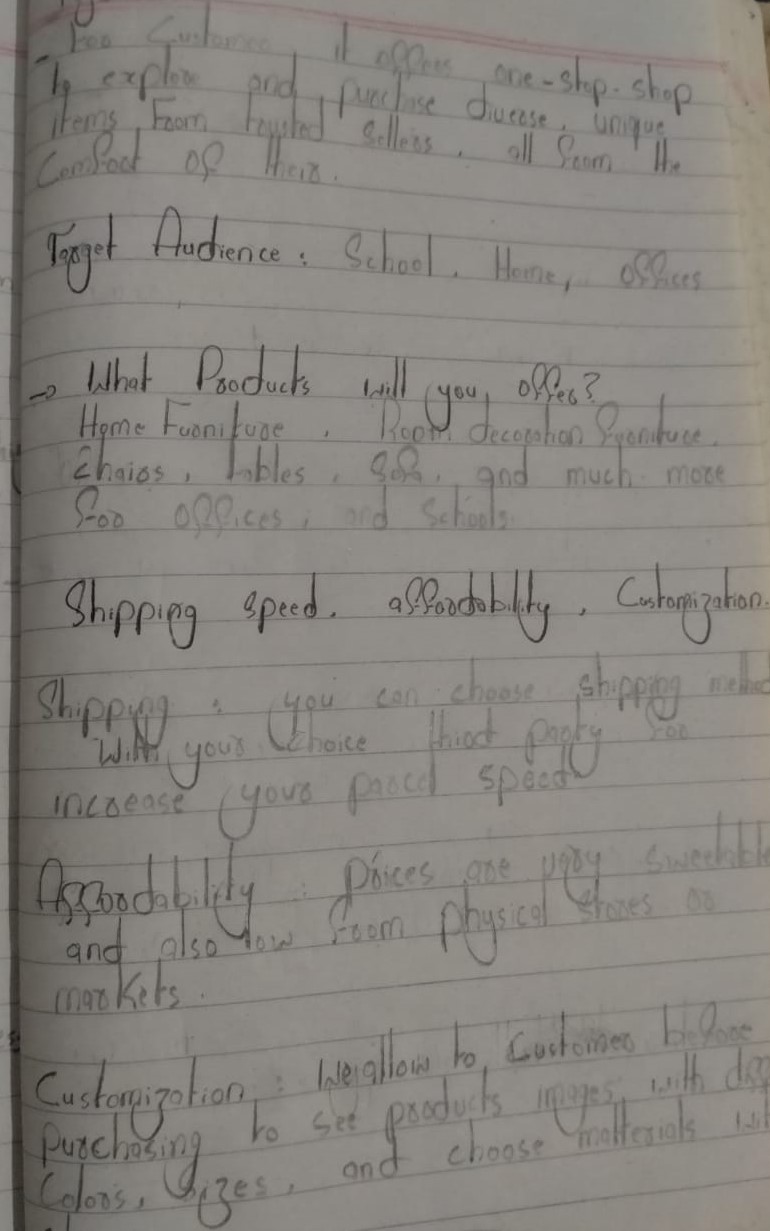 - For Customer it offers one-stop-shop
To explore and purchase diverse, unique
items From trusted Sellers, all from the
Comfort of their.
Target Audience : School, Home, offices
→ What Products will you offer?
Home Furniture, Room decoration Furniture,
Chairs, tables, Sofa, and much more
for offices, and Schools.
Shipping speed, affordability, Customization.
Shipping : you can choose shipping method
With your Choice third party for
increase your parcel speed
Affordability : prices are very
and also low from physical stores or
markets.
Customization : We allow to Customer before
Purchasing to see products images, with
Colors, Sizes, and choose matterials